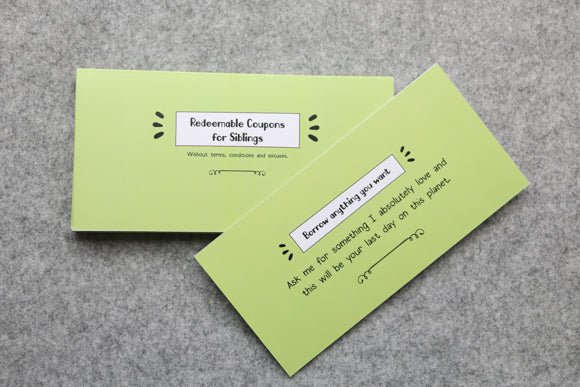 Redeemable Coupons
for Siblings
Without terms, conditions and excuses.
Borrow anything you want
Ask me for something I absolutely love and
this will be your last day on this planet.